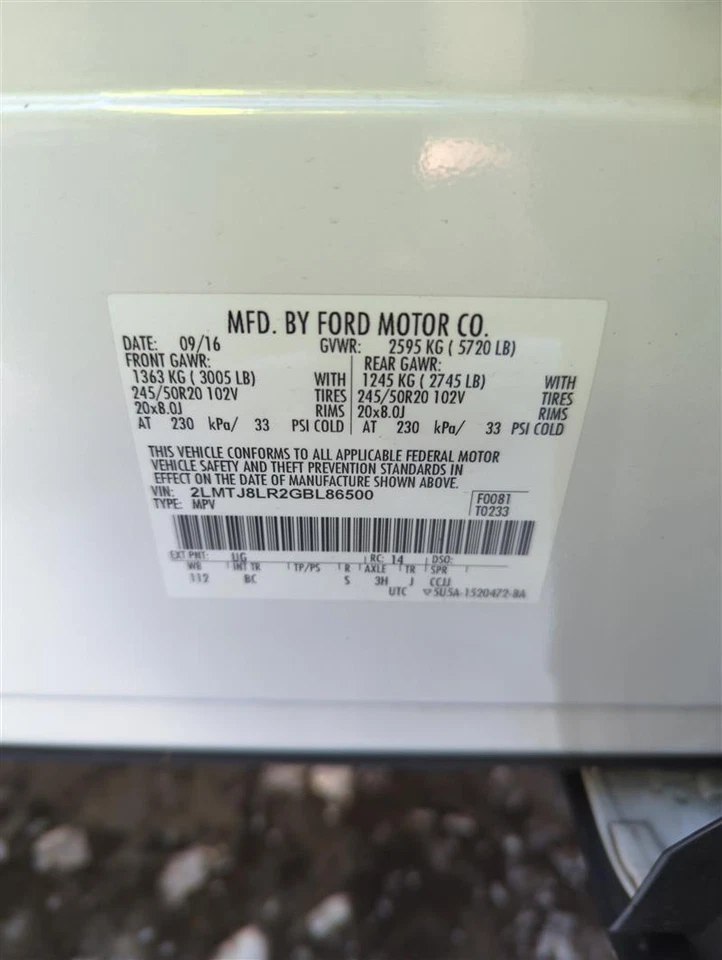 MFD. BY FORD MOTOR CO.
DATE: 09/16 GVWR: 2595 KG ( 5720 LB)
FRONT GAWR: REAR GAWR:
1363 KG ( 3005 LB) WITH 1245 KG ( 2745 LB) WITH
245/50R20 102V TIRES 245/50R20 102V TIRES
20x8.0J RIMS 20x8.0J RIMS
AT 230 kPa/ 33 PSI COLD AT 230 kPa/ 33 PSI COLD
THIS VEHICLE CONFORMS TO ALL APPLICABLE FEDERAL MOTOR
VEHICLE SAFETY AND THEFT PREVENTION STANDARDS IN
EFFECT ON THE DATE OF MANUFACTURE SHOWN ABOVE.
VIN: 2LMTJ8LR2GBL86500 F0081
TYPE: MPV T0233
EXT PNT: UG RC: 14 DSO:
WB INT TR TP/PS R AXLE TR SPR
112 BC S 3H J CCJJ
UTC 5U5A-1520472-BA